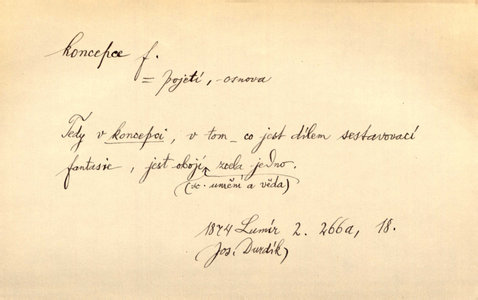 koncepce f.
= pojetí, -osnova
Tedy v koncepci, v tom – co jest dílem sestavovací
fantasie, jest obojí zcela jedno.
(sc. umění a věda)
1874 Lumír 2. 266a, 18.
(Jos. Durdík)